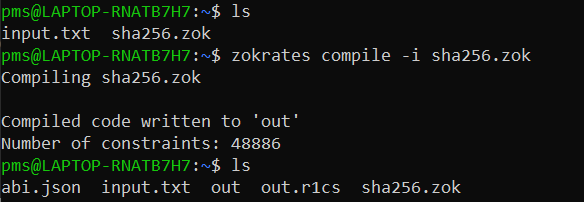 pms@LAPTOP-RNATB7H7:~$ ls
input.txt  sha256.zok
pms@LAPTOP-RNATB7H7:~$ zokrates compile -i sha256.zok
Compiling sha256.zok

Compiled code written to 'out'
Number of constraints: 48886
pms@LAPTOP-RNATB7H7:~$ ls
abi.json  input.txt  out  out.r1cs  sha256.zok